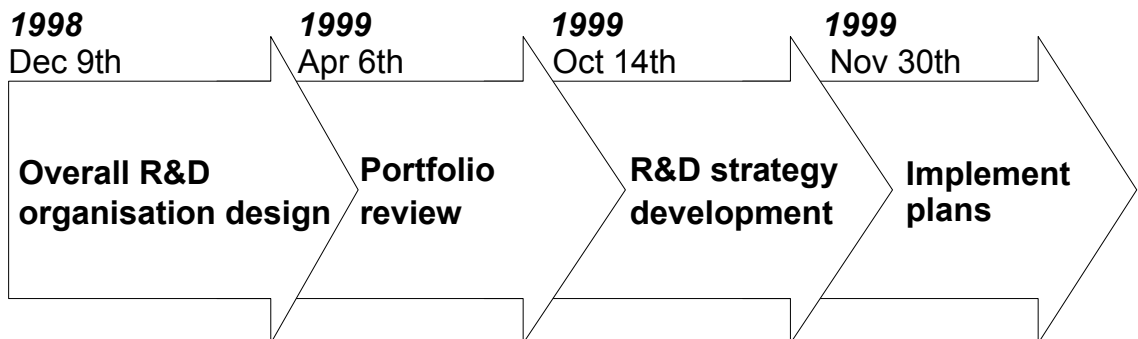 1998
Dec 9th
1999
Apr 6th
1999
Oct 14th
1999
Nov 30th
Overall R&D
organisation design
Portfolio
review
R&D strategy
development
Implement
plans